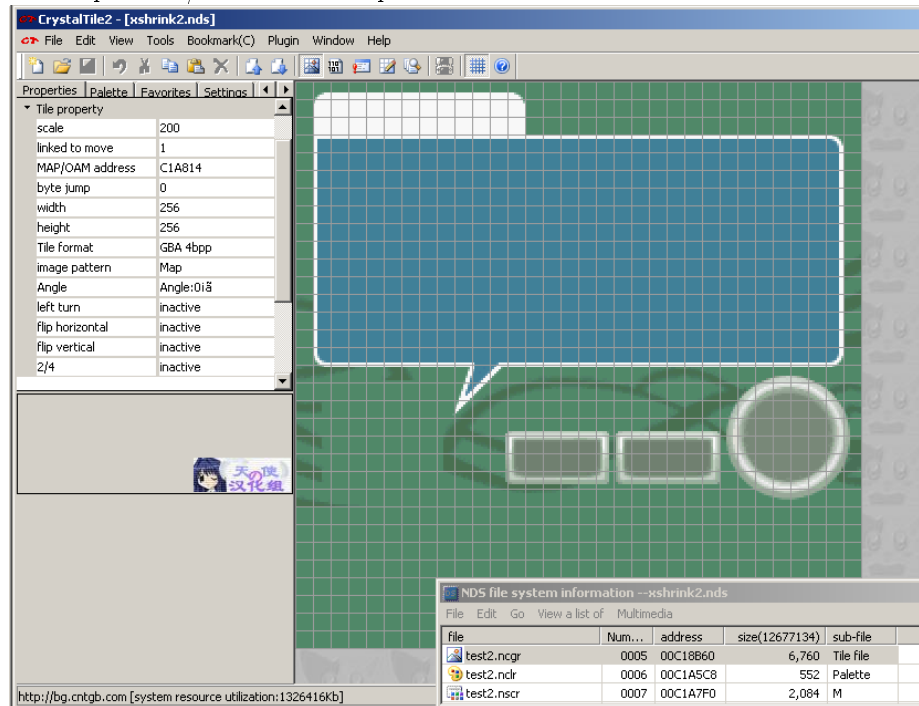 CrystalTile2 - [xshrink2.nds]
File Edit View Tools Bookmark(C) Plugin Window Help
Properties Palette Favorites Settings
Tile property
scale 200
linked to move 1
MAP/OAM address C1A814
byte jump 0
width 256
height 256
Tile format GBA 4bpp
image pattern Map
Angle Angle:0iã
left turn inactive
flip horizontal inactive
flip vertical inactive
2/4 inactive
天の使
汉化组
NDS file system information --xshrink2.nds
File Edit Go View a list of Multimedia
file Num... address size(12677134) sub-file
test2.ncgr 0005 00C18B60 6,760 Tile file
test2.nclr 0006 00C1A5C8 552 Palette
test2.nscr 0007 00C1A7F0 2,084 M
http://bg.cntgb.com [system resource utilization:1326416Kb]